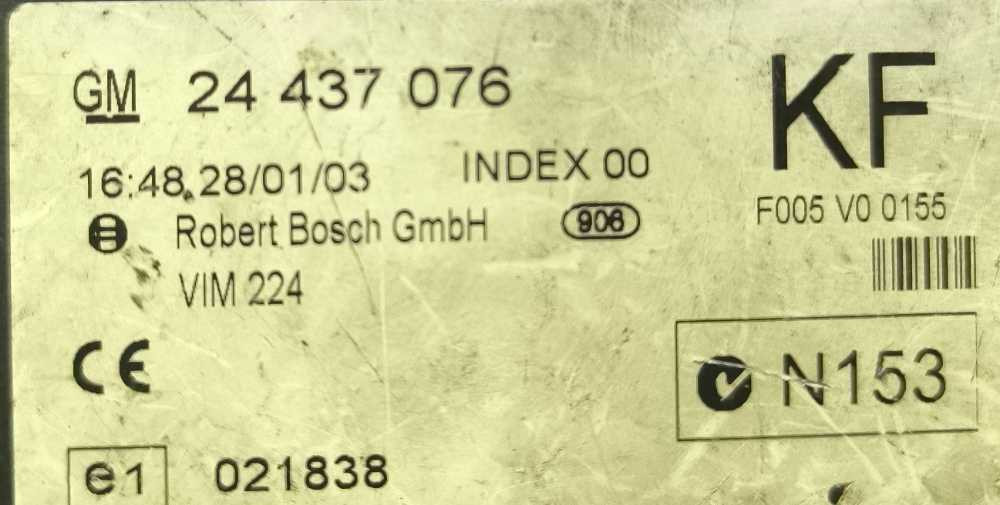 GM 24 437 076
KF
16:48 28/01/03 INDEX 00
Robert Bosch GmbH 906
F005 V0 0155
VIM 224
CE
N153
e1 021838